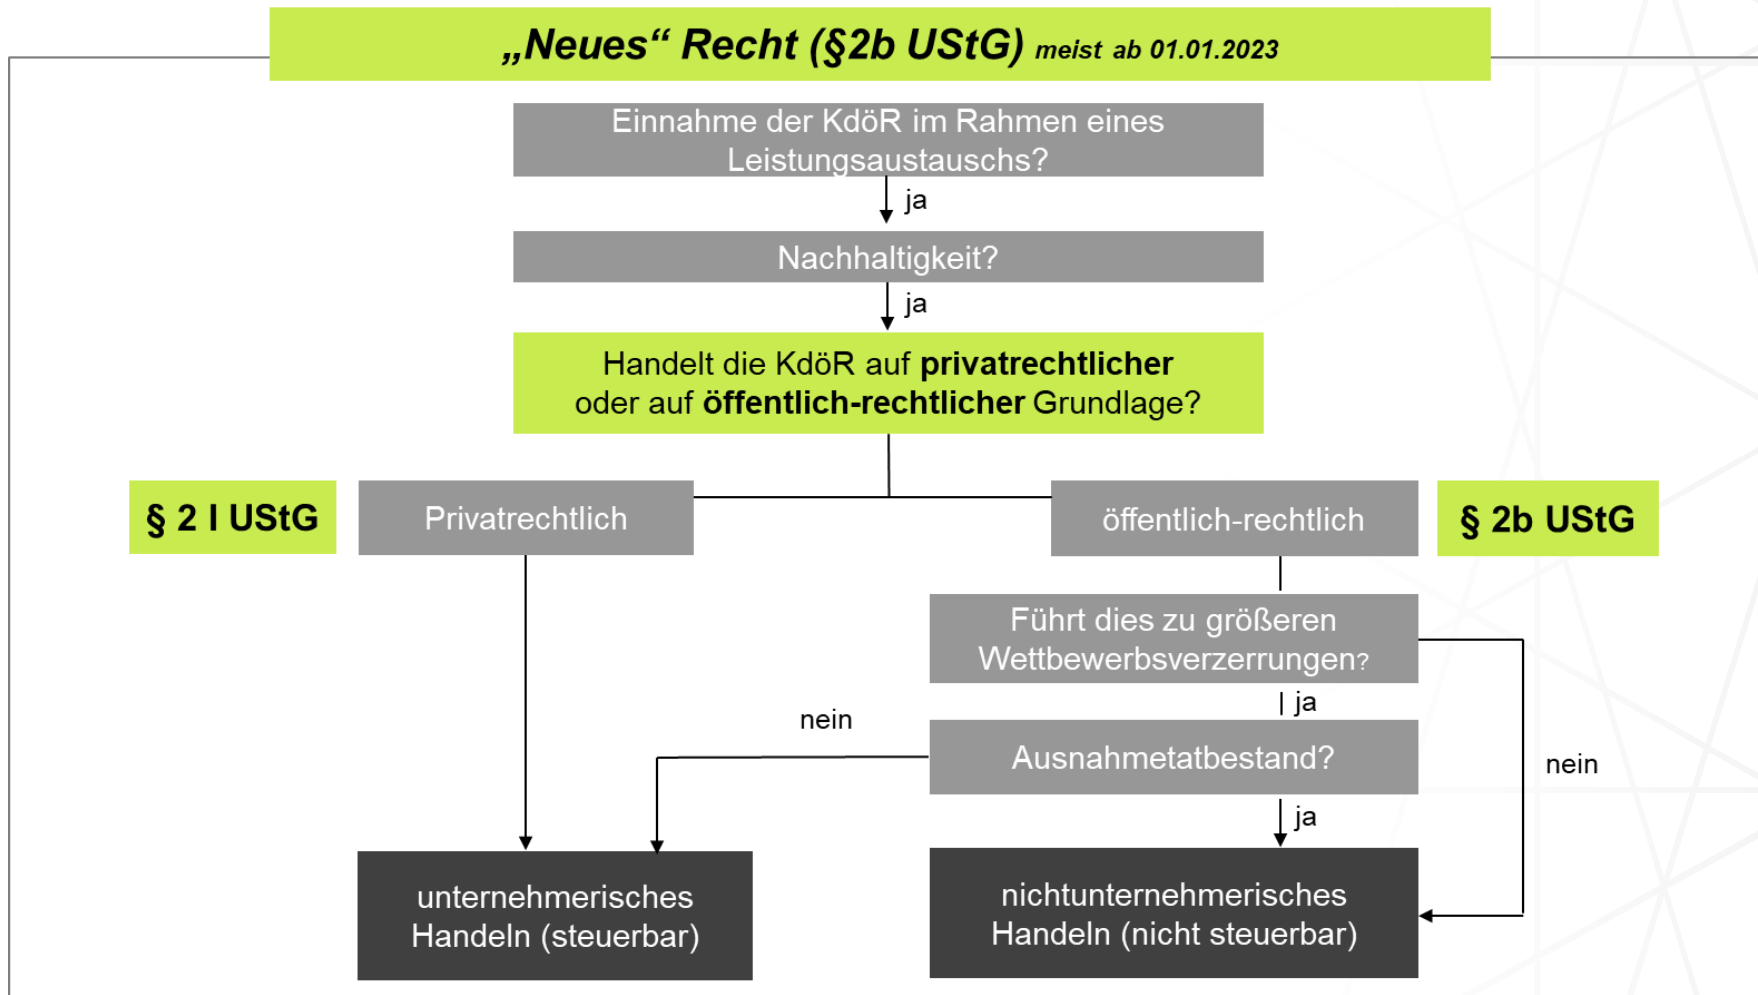 „Neues“ Recht (§2b UStG) meist ab 01.01.2023
Einnahme der KdöR im Rahmen eines
Leistungsaustauschs?
ja
Nachhaltigkeit?
ja
Handelt die KdöR auf privatrechtlicher
oder auf öffentlich-rechtlicher Grundlage?
§ 2 I UStG
Privatrechtlich
öffentlich-rechtlich
§ 2b UStG
Führt dies zu größeren
Wettbewerbsverzerrungen?
ja
nein
Ausnahmetatbestand?
nein
ja
unternehmerisches
Handeln (steuerbar)
nichtunternehmerisches
Handeln (nicht steuerbar)